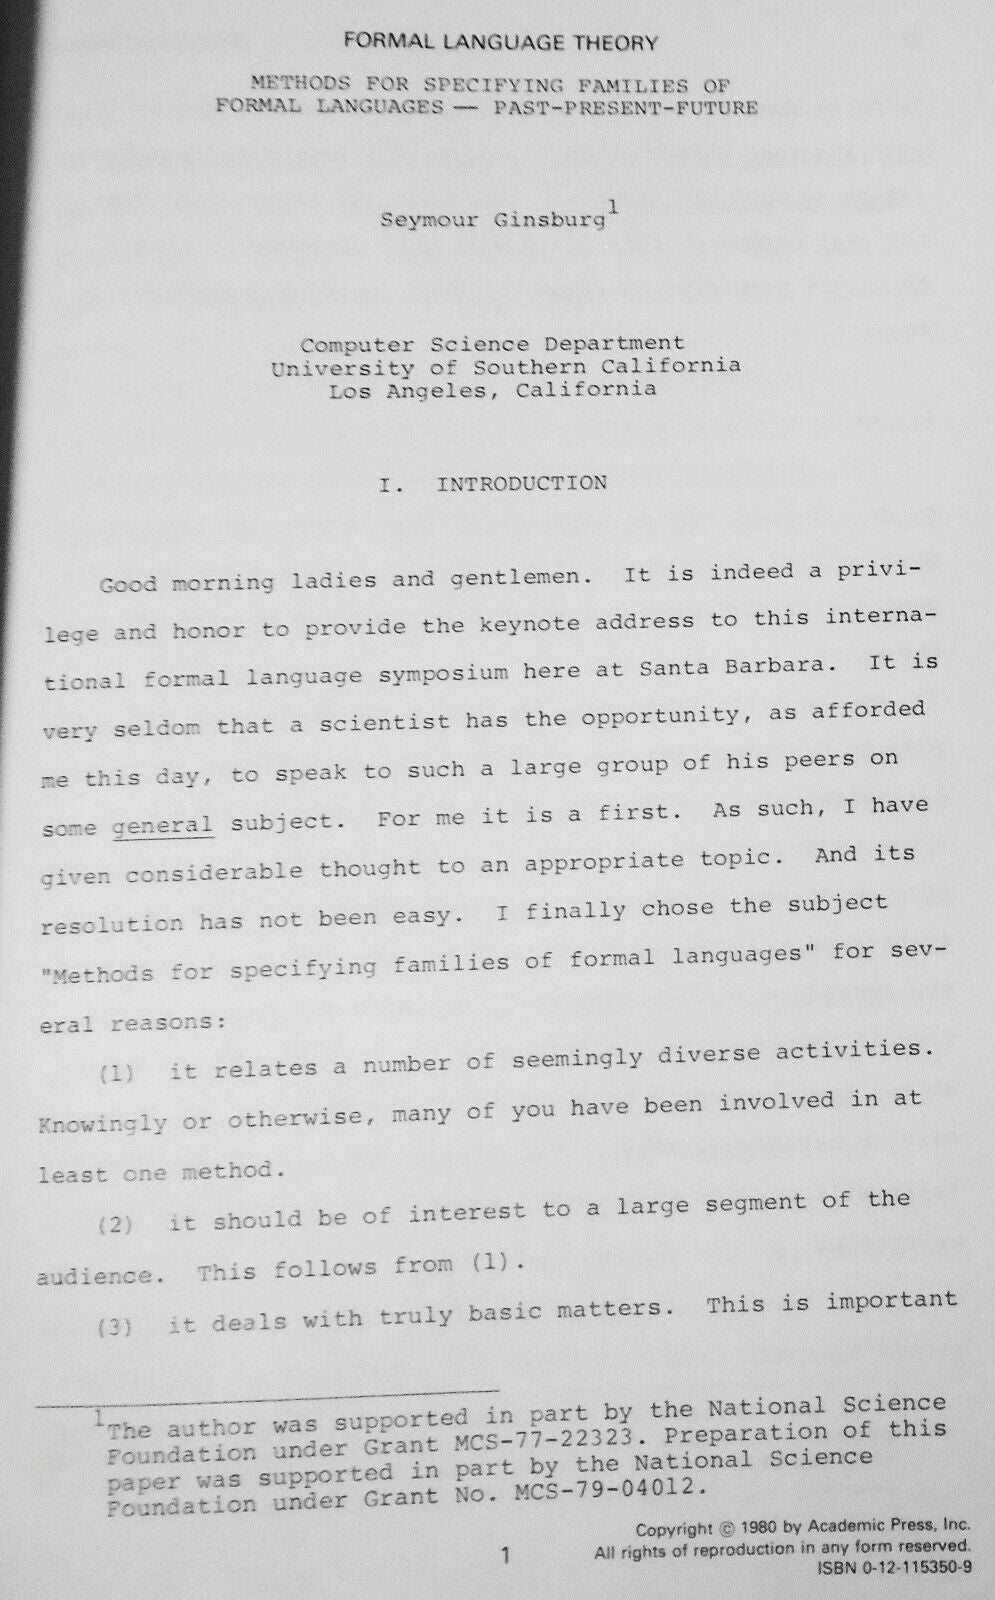 FORMAL LANGUAGE THEORY
METHODS FOR SPECIFYING FAMILIES OF
FORMAL LANGUAGES — PAST-PRESENT-FUTURE
Seymour Ginsburg1
Computer Science Department
University of Southern California
Los Angeles, California
I. INTRODUCTION
Good morning ladies and gentlemen. It is indeed a privi-
lege and honor to provide the keynote address to this interna-
tional formal language symposium here at Santa Barbara. It is
very seldom that a scientist has the opportunity, as afforded
me this day, to speak to such a large group of his peers on
some general subject. For me it is a first. As such, I have
given considerable thought to an appropriate topic. And its
resolution has not been easy. I finally chose the subject
"Methods for specifying families of formal languages" for sev-
eral reasons:
(1) it relates a number of seemingly diverse activities.
Knowingly or otherwise, many of you have been involved in at
least one method.
(2) it should be of interest to a large segment of the
audience. This follows from (1).
(3) it deals with truly basic matters. This is important
1The author was supported in part by the National Science
Foundation under Grant MCS-77-22323. Preparation of this
paper was supported in part by the National Science
Foundation under Grant No. MCS-79-04012.
Copyright © 1980 by Academic Press, Inc.
1 All rights of reproduction in any form reserved.
ISBN 0-12-115350-9